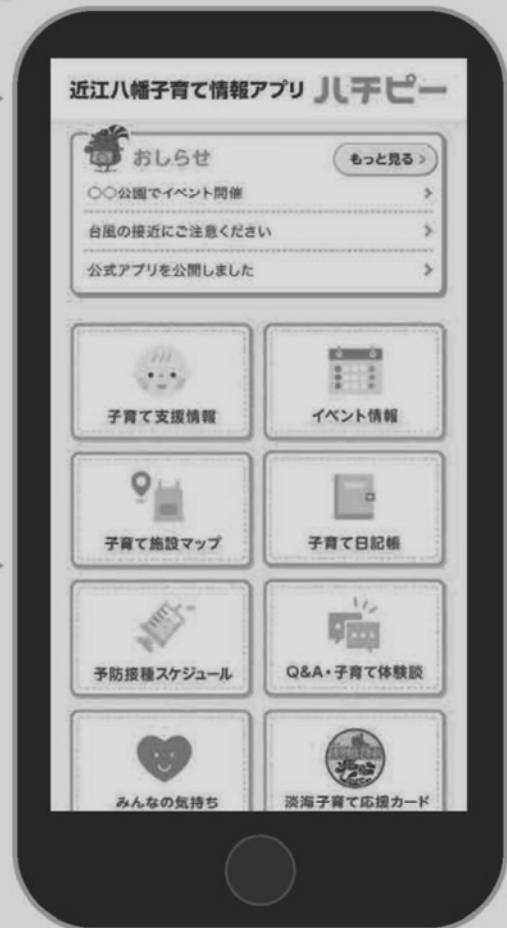 近江八幡子育て情報アプリ ハチピー
おしらせ
もっと見る
〇〇公園でイベント開催
台風の接近にご注意ください
公式アプリを公開しました
子育て支援情報
イベント情報
子育て施設マップ
子育て日記帳
予防接種スケジュール
Q&A・子育て体験談
みんなの気持ち
淡海子育て応援カード